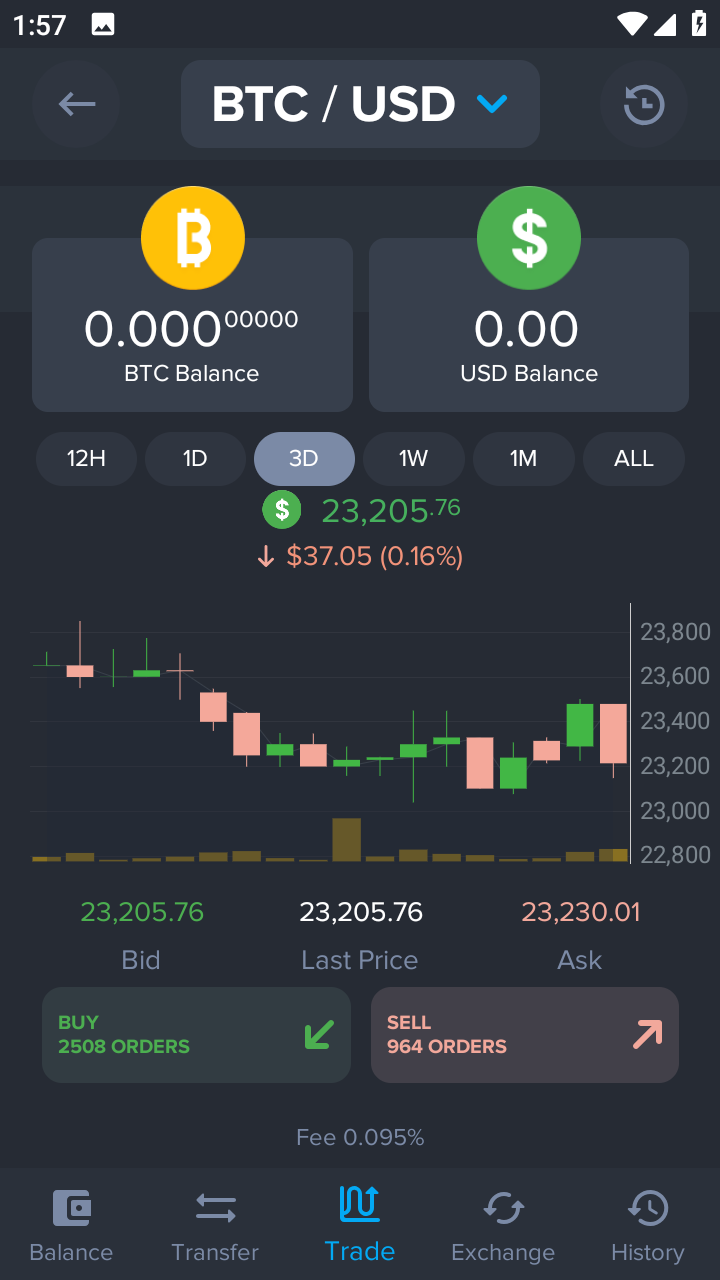 1:57
BTC / USD
0.00000000
BTC Balance
0.00
USD Balance
12H
1D
3D
1W
1M
ALL
$ 23,205.76
$37.05 (0.16%)
23,800
23,600
23,400
23,200
23,000
22,800
23,205.76
Bid
23,205.76
Last Price
23,230.01
Ask
BUY
2508 ORDERS
SELL
964 ORDERS
Fee 0.095%
Balance
Transfer
Trade
Exchange
History